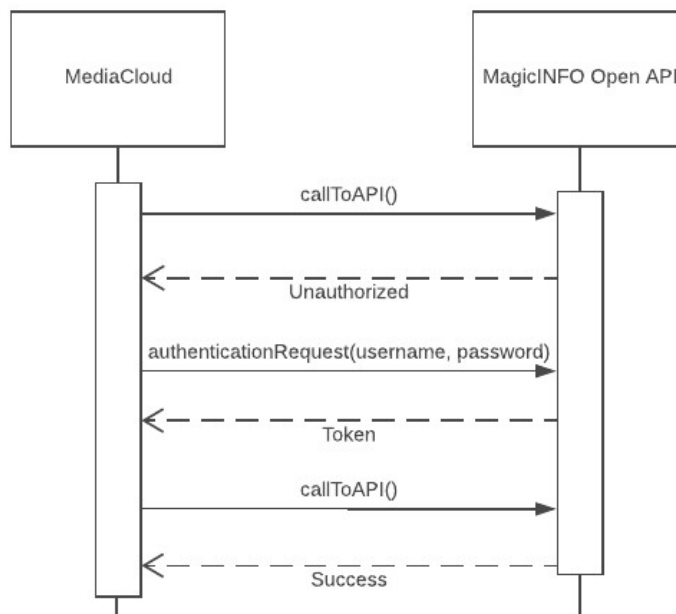 MediaCloud
MagicINFO Open API
callToAPI()
Unauthorized
authenticationRequest(username, password)
Token
callToAPI()
Success